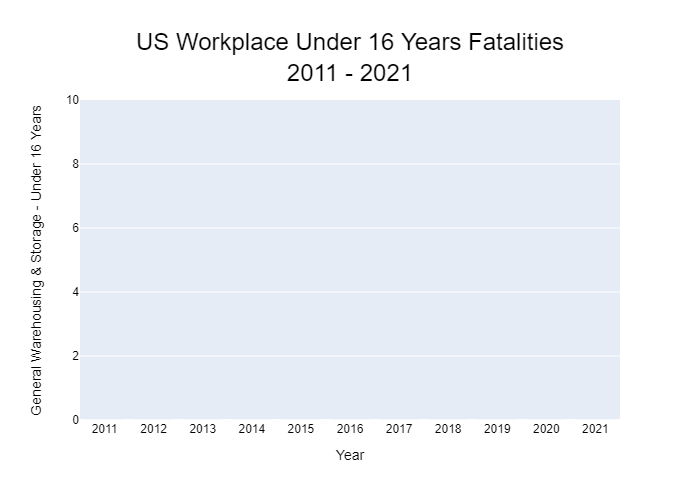 US Workplace Under 16 Years Fatalities
2011 - 2021
General Warehousing & Storage - Under 16 Years
10
8
6
4
2
0
2011 2012 2013 2014 2015 2016 2017 2018 2019 2020 2021
Year